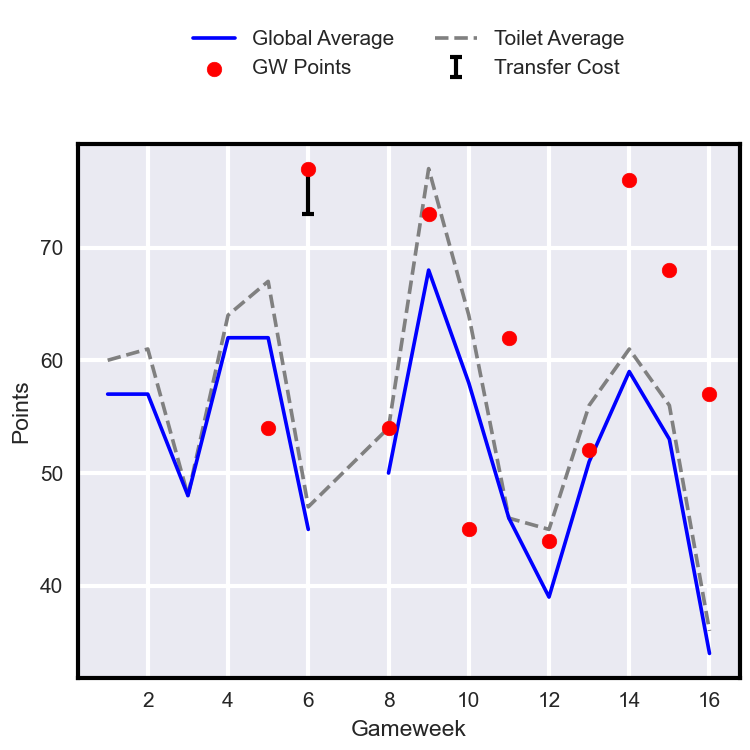 Global Average
Toilet Average
GW Points
Transfer Cost
70
60
50
40
Points
2 4 6 8 10 12 14 16
Gameweek